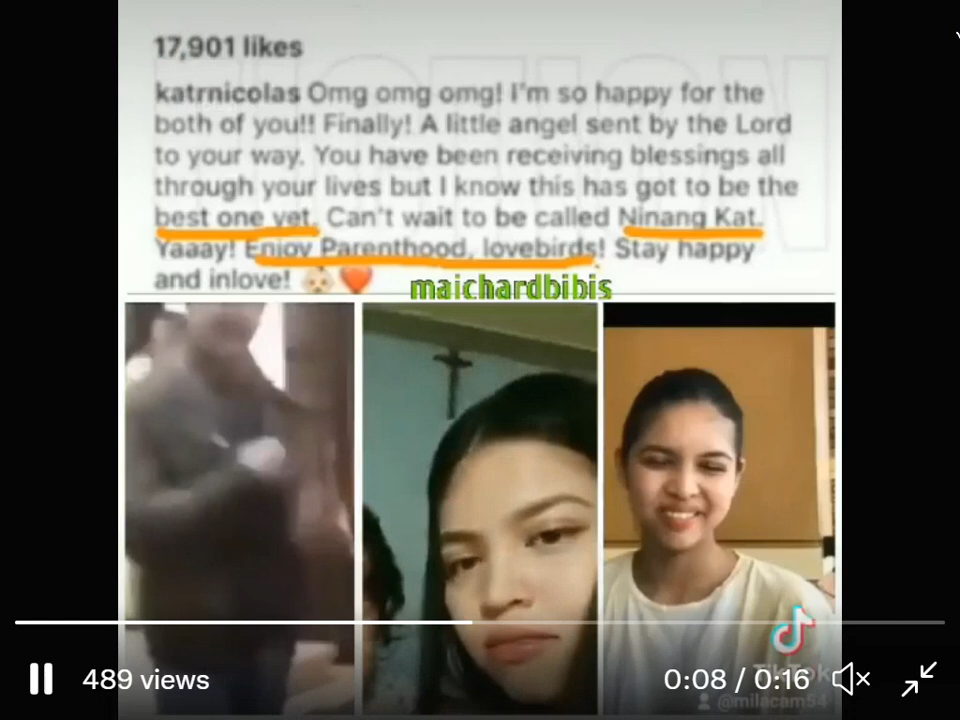 17,901 likes
katrnicolas Omg omg omg! I'm so happy for the
both of you!! Finally! A little angel sent by the Lord
to your way. You have been receiving blessings all
through your lives but I know this has got to be the
best one yet. Can't wait to be called Ninang Kat.
Yaaay! Enjoy Parenthood, lovebirds! Stay happy
and inlove! 👶🏻❤️
maichardbibis
TikTok
@milacam54
489 views
0:08 / 0:16